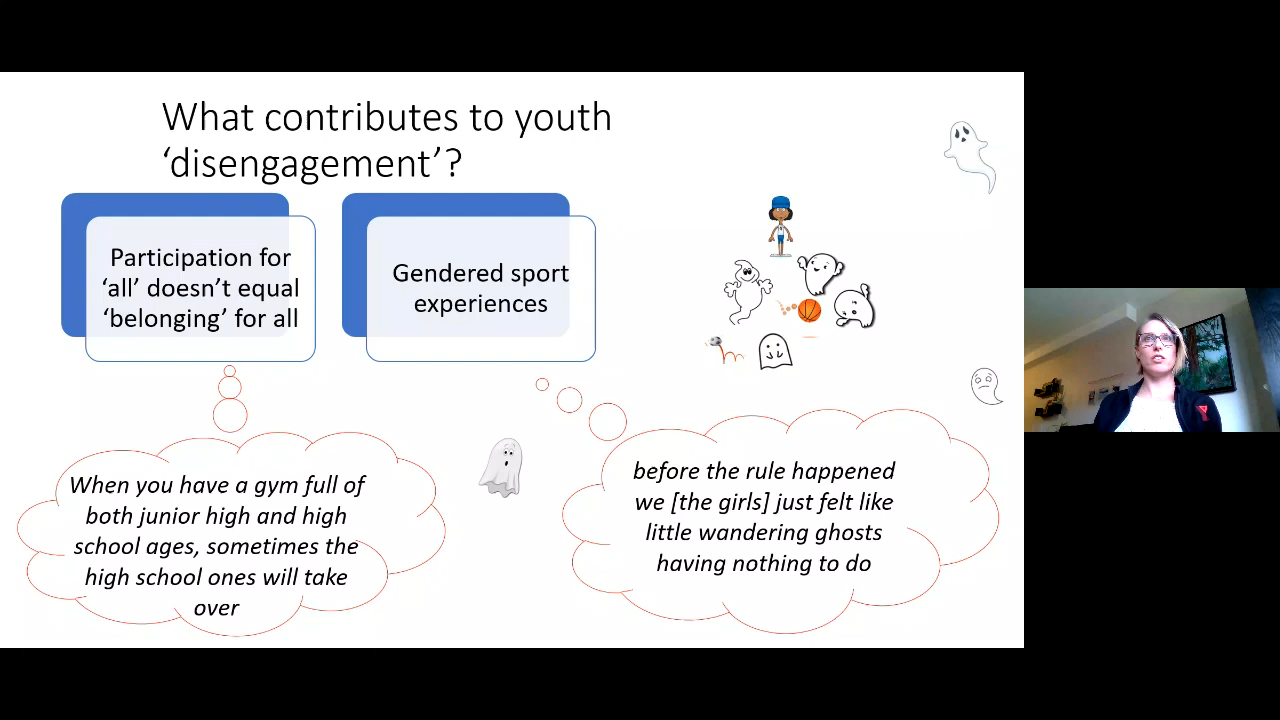 What contributes to youth
‘disengagement’?
Participation for
‘all’ doesn’t equal
‘belonging’ for all
Gendered sport
experiences
When you have a gym full of
both junior high and high
school ages, sometimes the
high school ones will take
over
before the rule happened
we [the girls] just felt like
little wandering ghosts
having nothing to do